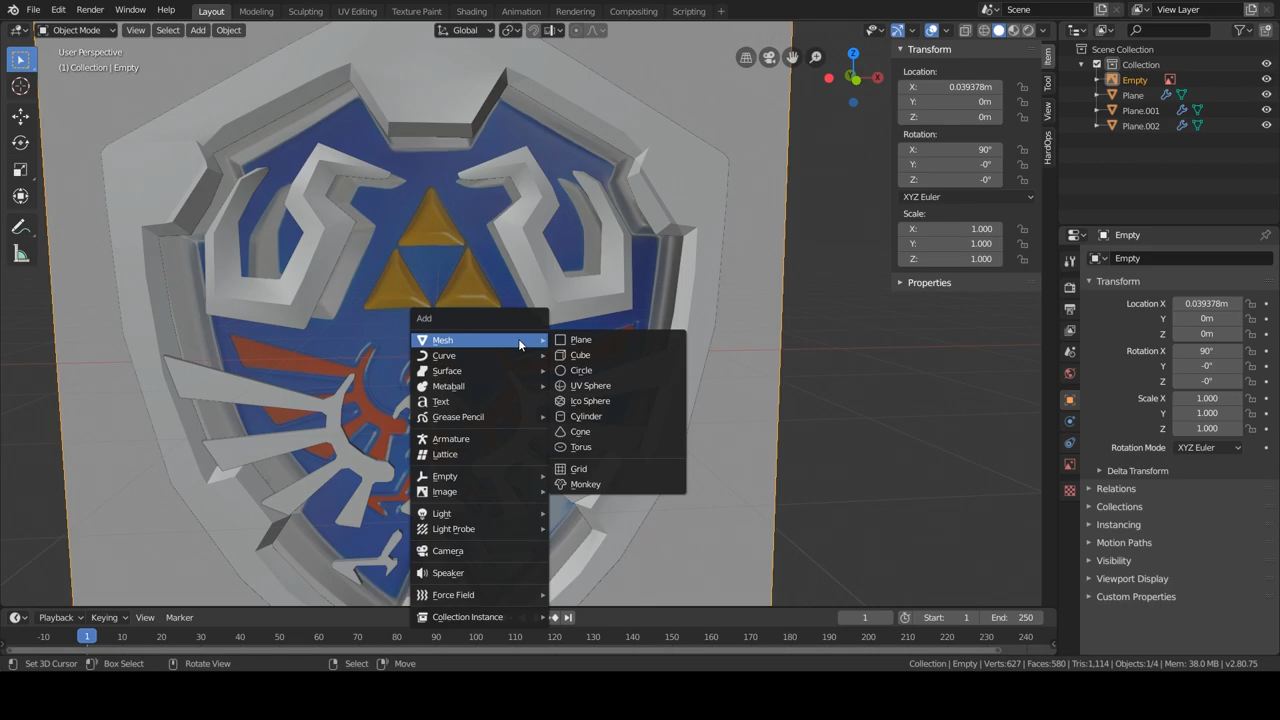 File Edit Render Window Help Layout Modeling Sculpting UV Editing Texture Paint Shading Animation Rendering Compositing Scripting Scene View Layer
Object Mode View Select Add Object Global
User Perspective
(1) Collection | Empty
Transform
Location:
X: 0.039378m
Y: 0m
Z: 0m
Rotation:
X: 90°
Y: -0°
Z: -0°
XYZ Euler
Scale:
X: 1.000
Y: 1.000
Z: 1.000
Properties
Item
Tool
View
HardOps
Z
X
Y
Scene Collection
Collection
Empty
Plane
Plane.001
Plane.002
Empty
Empty
Transform
Location X 0.039378m
Y 0m
Z 0m
Rotation X 90°
Y -0°
Z -0°
Scale X 1.000
Y 1.000
Z 1.000
Rotation Mode XYZ Euler
Delta Transform
Relations
Collections
Instancing
Motion Paths
Visibility
Viewport Display
Custom Properties
Add
Mesh
Curve
Surface
Metaball
Text
Grease Pencil
Armature
Lattice
Empty
Image
Light
Light Probe
Camera
Speaker
Force Field
Collection Instance
Plane
Cube
Circle
UV Sphere
Ico Sphere
Cylinder
Cone
Torus
Grid
Monkey
Playback Keying View Marker 1 Start: 1 End: 250
-10 1 10 20 30 40 50 60 70 80 90 100 110 120 130 140 150 160 170 180 190 200 210 220 230 240
Set 3D Cursor Box Select Rotate View Select Move Collection | Empty | Verts:627 | Faces:580 | Tris:1,114 | Objects:1/4 | Mem: 38.0 MB | v2.80.75